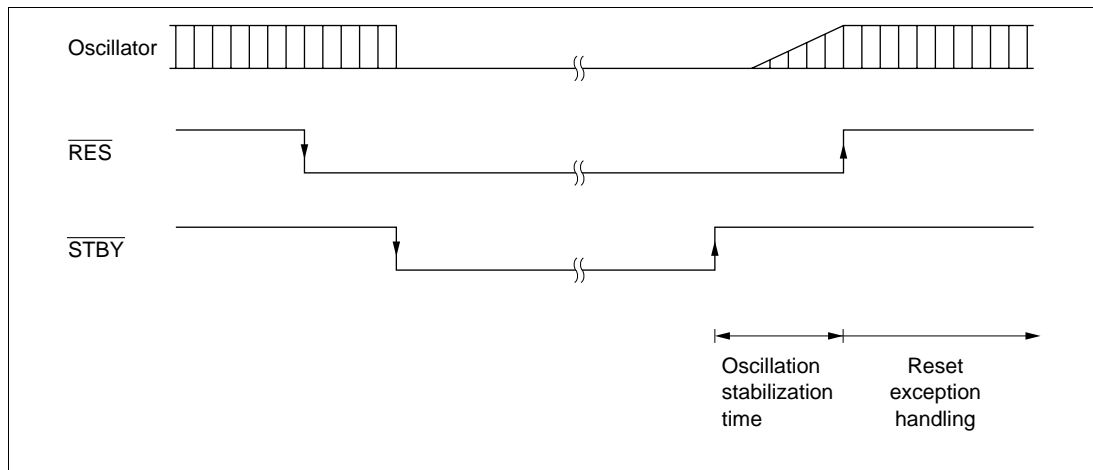 Oscillator
RES
STBY
Oscillation
stabilization
time
Reset
exception
handling